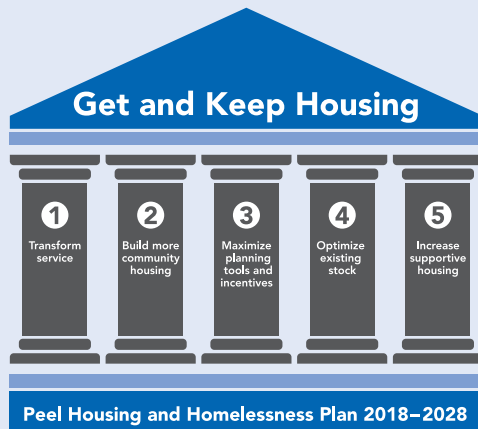 Get and Keep Housing
1
Transform
service
2
Build more
community
housing
3
Maximize
planning
tools and
incentives
4
Optimize
existing
stock
5
Increase
supportive
housing
Peel Housing and Homelessness Plan 2018–2028